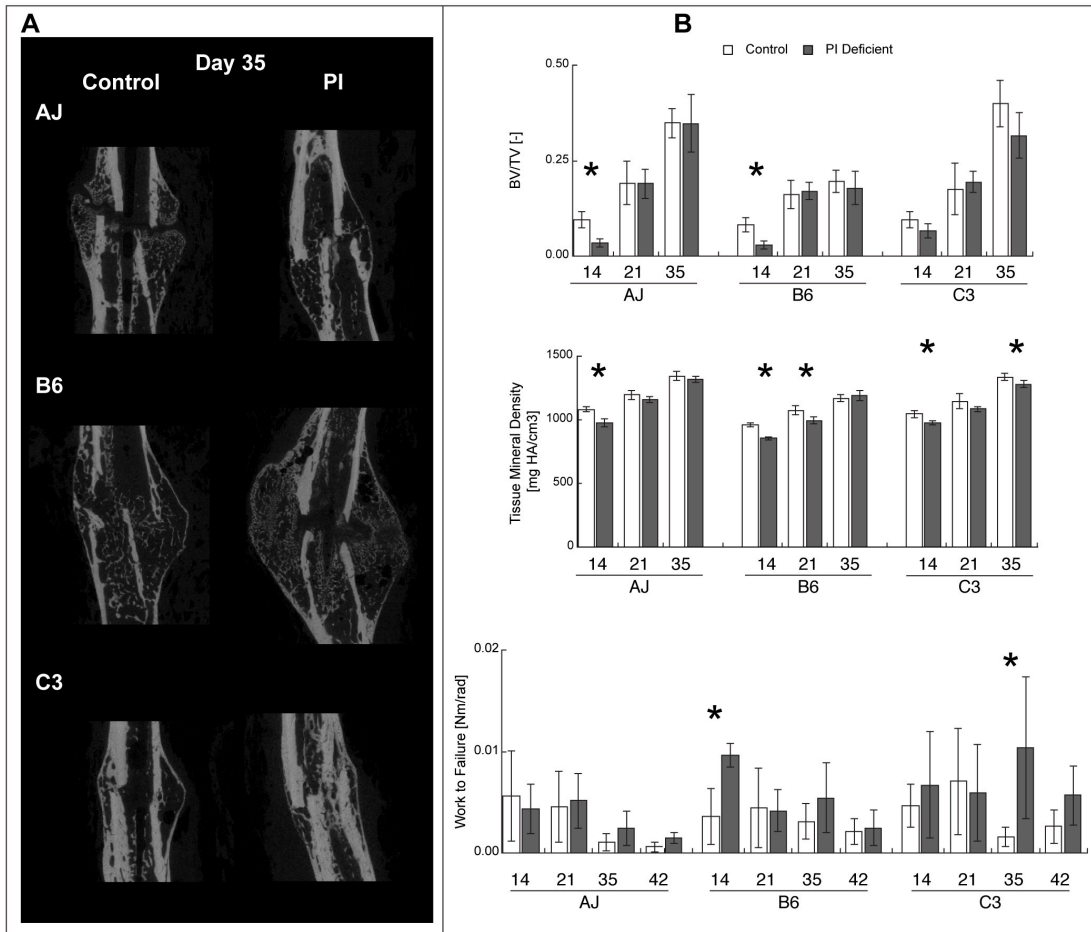 A
Day 35
Control PI
AJ
B6
C3
B
Control PI Deficient
BV/TV [-]
0.50
0.25
0.00
* *
14 21 35 14 21 35 14 21 35
AJ B6 C3
Tissue Mineral Density
[mg HA/cm3]
1500
1000
500
0
* * * * *
14 21 35 14 21 35 14 21 35
AJ B6 C3
Work to Failure [Nm/rad]
0.02
0.01
0.00
* *
14 21 35 42 14 21 35 42 14 21 35 42
AJ B6 C3